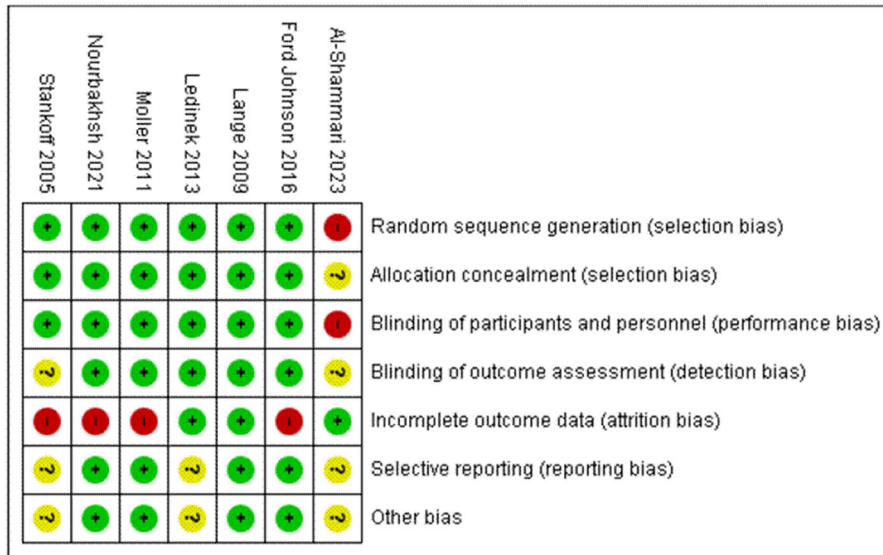 Stankoff 2005
Nourbakhsh 2021
Moller 2011
Ledinek 2013
Lange 2009
Ford Johnson 2016
Al-Shammari 2023
+ + + + + + - Random sequence generation (selection bias)
+ + + + + + ? Allocation concealment (selection bias)
+ + + + + + - Blinding of participants and personnel (performance bias)
? + + + + + ? Blinding of outcome assessment (detection bias)
- - - + + - + Incomplete outcome data (attrition bias)
? + + ? + + ? Selective reporting (reporting bias)
? + + ? + + ? Other bias